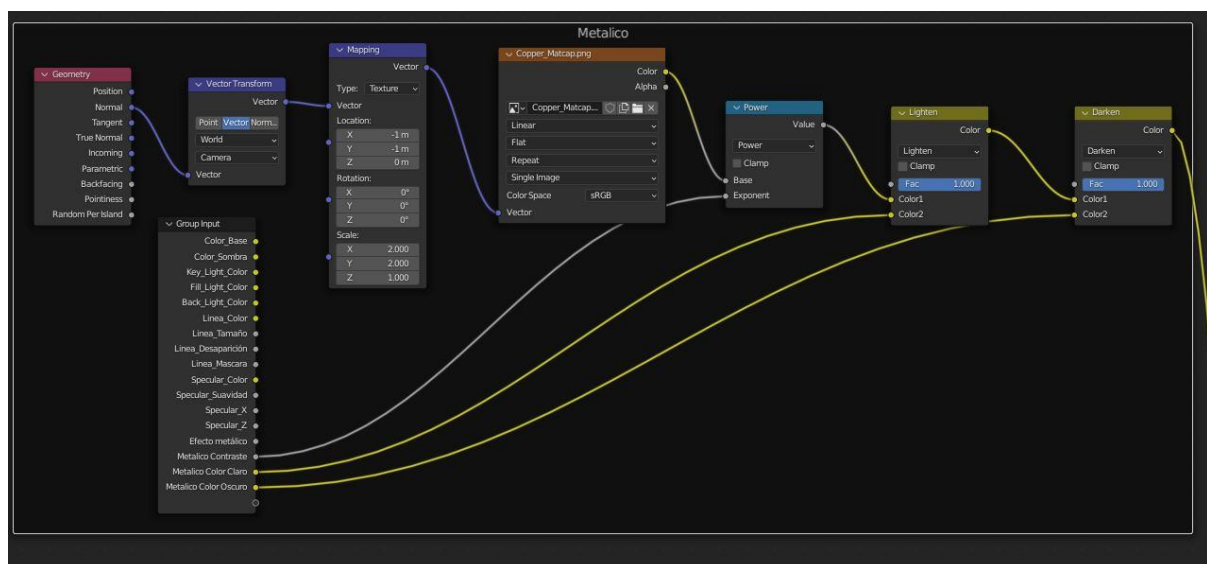 Metalico
Geometry
Position
Normal
Tangent
True Normal
Incoming
Parametric
Backfacing
Pointiness
Random Per Island
Vector Transform
Vector
Point Vector Norm...
World
Camera
Vector
Mapping
Vector
Type: Texture
Vector
Location:
X -1 m
Y -1 m
Z 0 m
Rotation:
X 0°
Y 0°
Z 0°
Scale:
X 2.000
Y 2.000
Z 1.000
Copper_Matcap.png
Color
Alpha
Copper_Matcap...
Linear
Flat
Repeat
Single Image
Color Space sRGB
Vector
Power
Value
Power
Clamp
Base
Exponent
Lighten
Color
Lighten
Clamp
Fac 1.000
Color1
Color2
Darken
Color
Darken
Clamp
Fac 1.000
Color1
Color2
Group Input
Color_Base
Color_Sombra
Key_Light_Color
Fill_Light_Color
Back_Light_Color
Linea_Color
Linea_Tamaño
Linea_Desaparición
Linea_Mascara
Specular_Color
Specular_Suavidad
Specular_X
Specular_Z
Efecto metálico
Metalico Contraste
Metalico Color Claro
Metalico Color Oscuro